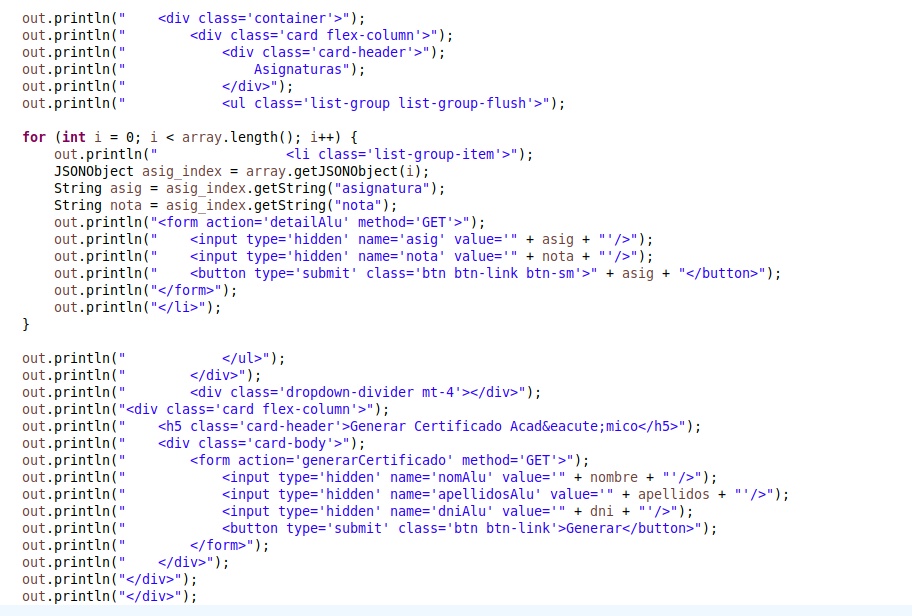 out.println("    <div class='container'>");
out.println("        <div class='card flex-column'>");
out.println("            <div class='card-header'>");
out.println("                Asignaturas");
out.println("            </div>");
out.println("            <ul class='list-group list-group-flush'>");

for (int i = 0; i < array.length(); i++) {
    out.println("                <li class='list-group-item'>");
    JSONObject asig_index = array.getJSONObject(i);
    String asig = asig_index.getString("asignatura");
    String nota = asig_index.getString("nota");
    out.println("<form action='detailAlu' method='GET'>");
    out.println("    <input type='hidden' name='asig' value='" + asig + "'/>");
    out.println("    <input type='hidden' name='nota' value='" + nota + "'/>");
    out.println("    <button type='submit' class='btn btn-link btn-sm'>" + asig + "</button>");
    out.println("</form>");
    out.println("</li>");
}

out.println("            </ul>");
out.println("        </div>");
out.println("        <div class='dropdown-divider mt-4'></div>");
out.println("<div class='card flex-column'>");
out.println("    <h5 class='card-header'>Generar Certificado Acad&eacute;mico</h5>");
out.println("    <div class='card-body'>");
out.println("        <form action='generarCertificado' method='GET'>");
out.println("            <input type='hidden' name='nomAlu' value='" + nombre + "'/>");
out.println("            <input type='hidden' name='apellidosAlu' value='" + apellidos + "'/>");
out.println("            <input type='hidden' name='dniAlu' value='" + dni + "'/>");
out.println("            <button type='submit' class='btn btn-link'>Generar</button>");
out.println("        </form>");
out.println("    </div>");
out.println("</div>");
out.println("</div>");